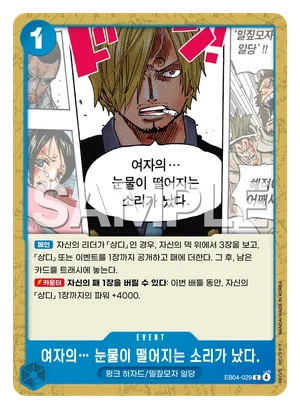 1
'밀짚모자
일당'!!
여자의…
눈물이 떨어지는
소리가 났다.
해적이
SAMPLE
메인 자신의 리더가 「상디」인 경우, 자신의 덱 위에서 3장을 보고,
「상디」 또는 이벤트를 1장까지 공개하고 패에 더한다. 그 후, 남은
카드를 트래시에 놓는다.
카운터 자신의 패 1장을 버릴 수 있다: 이번 배틀 동안, 자신의
「상디」 1장까지의 파워 +4000.
EVENT
여자의… 눈물이 떨어지는 소리가 났다.
펑크 하자드/밀짚모자 일당
EB04-029 R 4